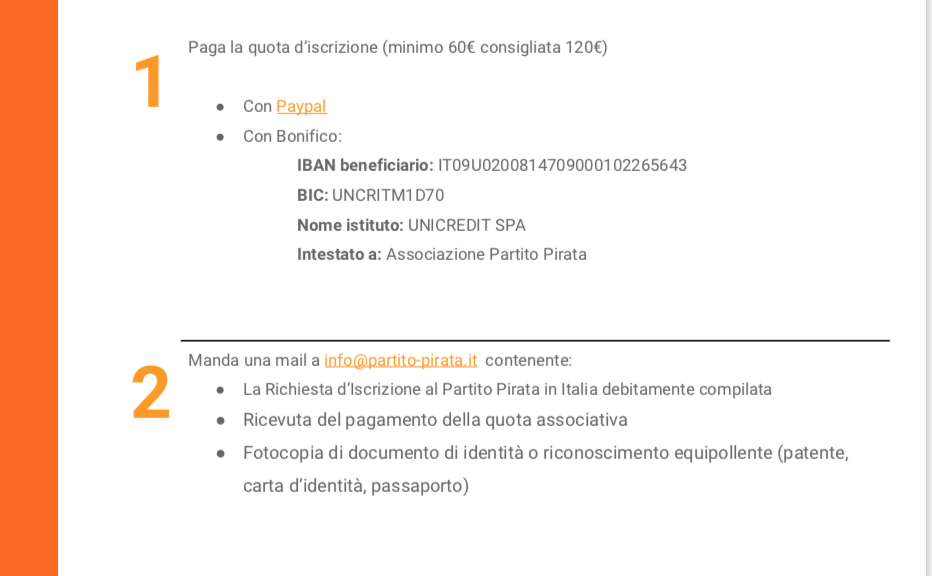 1
Paga la quota d’iscrizione (minimo 60€ consigliata 120€)
● Con Paypal
● Con Bonifico:
IBAN beneficiario: IT09U0200814709000102265643
BIC: UNCRITM1D70
Nome istituto: UNICREDIT SPA
Intestato a: Associazione Partito Pirata
2
Manda una mail a info@partito-pirata.it contenente:
● La Richiesta d’Iscrizione al Partito Pirata in Italia debitamente compilata
● Ricevuta del pagamento della quota associativa
● Fotocopia di documento di identità o riconoscimento equipollente (patente,
carta d’identità, passaporto)